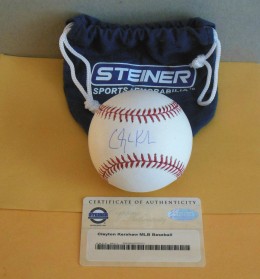 STEINER
SPORTS MEMORABILIA
CERTIFICATE OF AUTHENTICITY
Clayton Kershaw MLB Baseball